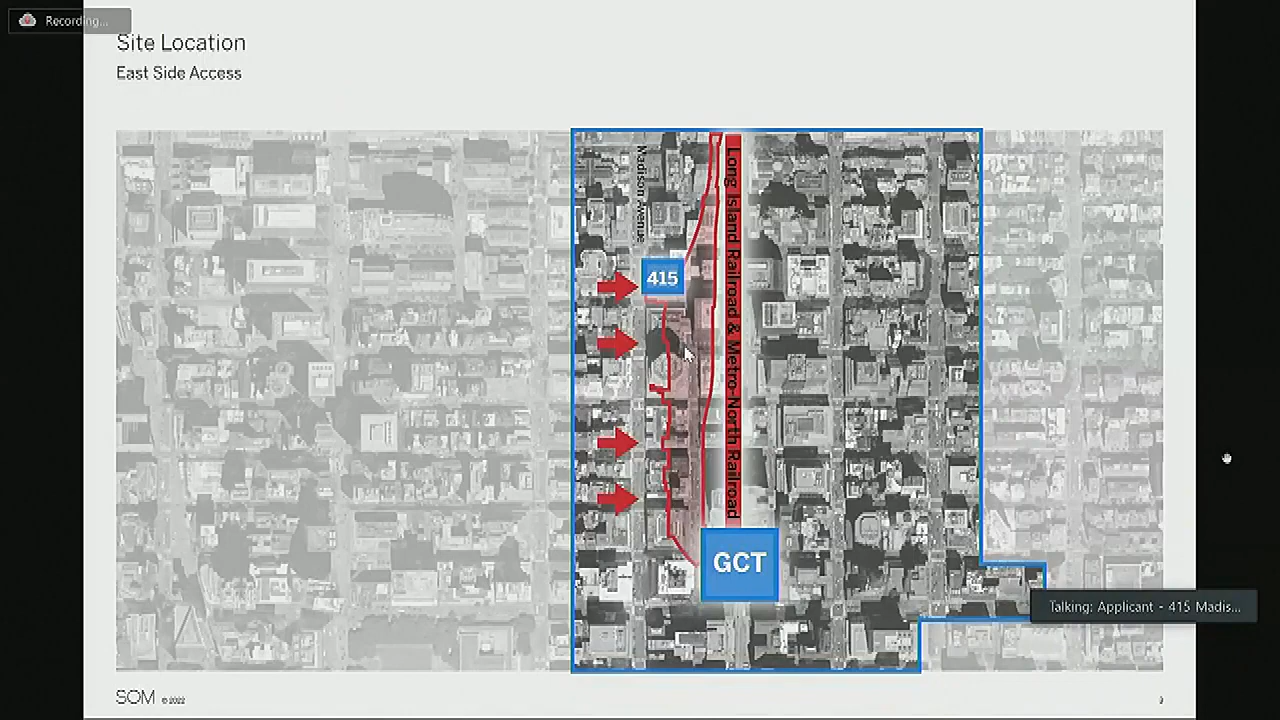 Recording...
Site Location
East Side Access
Madison Avenue
Long Island Railroad & Metro-North Railroad
415
GCT
Talking: Applicant - 415 Madis...
SOM © 2022